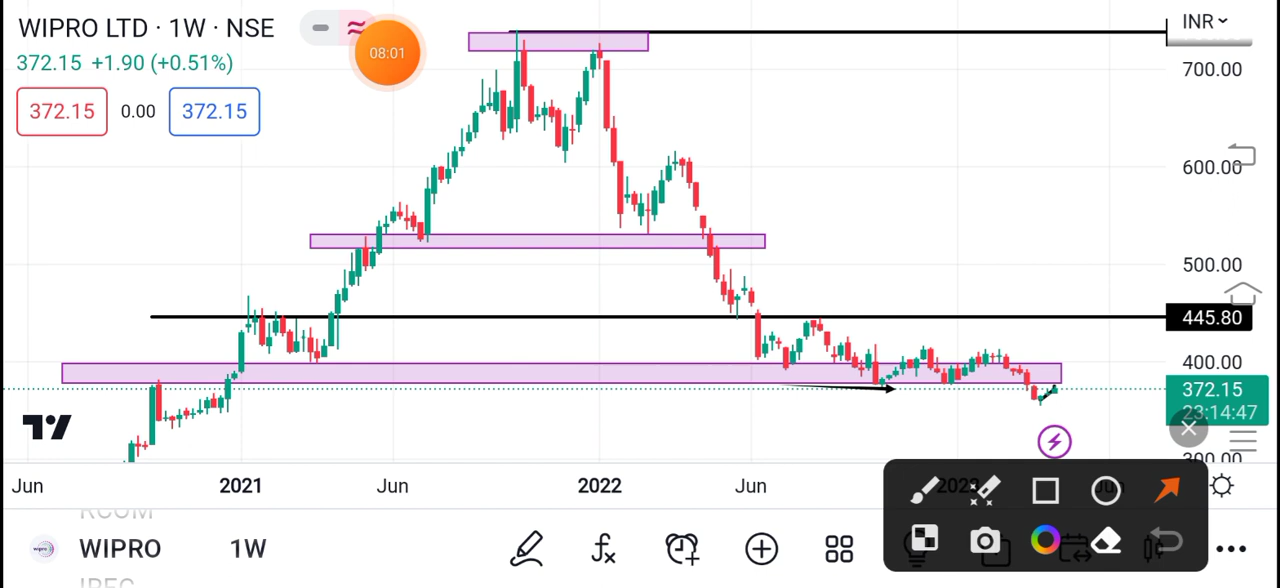 WIPRO LTD · 1W · NSE
372.15 +1.90 (+0.51%)
372.15 0.00 372.15
08:01
INR
700.00
600.00
500.00
445.80
400.00
372.15
23:14:47
300.00
Jun 2021 Jun 2022 Jun 2023 Jun
RCOM
WIPRO 1W